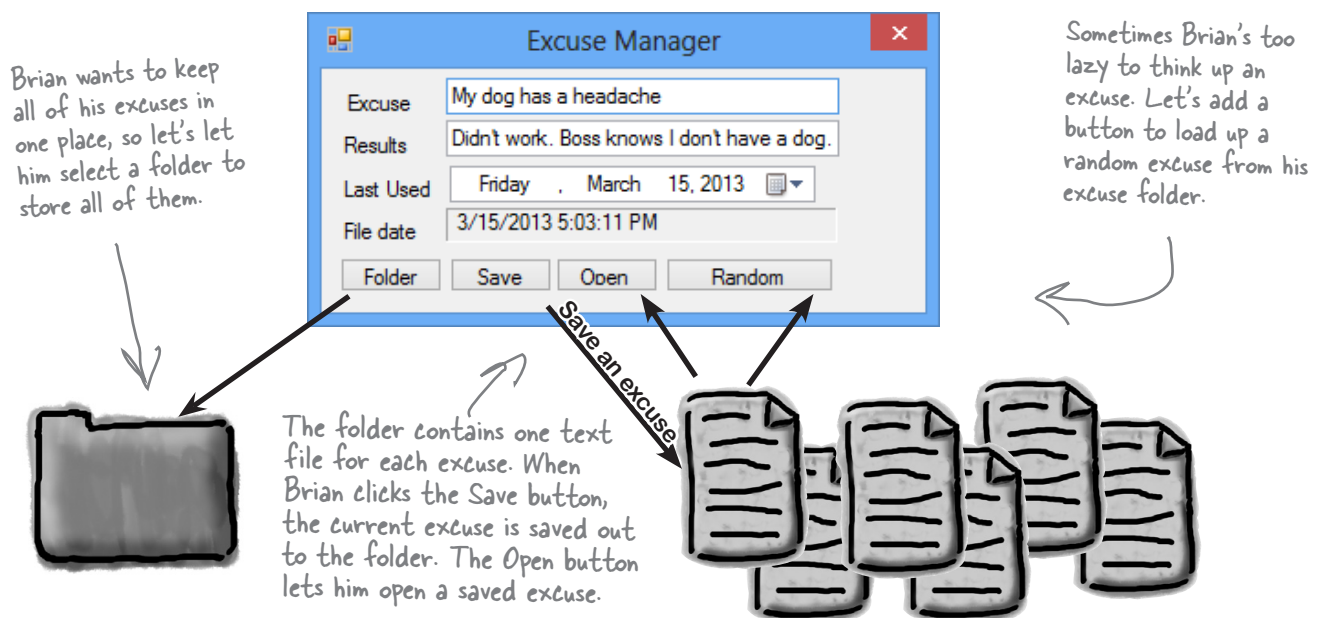 Brian wants to keep
all of his excuses in
one place, so let's let
him select a folder to
store all of them.
Excuse Manager
Excuse
My dog has a headache
Results
Didn't work. Boss knows I don't have a dog.
Last Used
Friday , March 15, 2013
File date
3/15/2013 5:03:11 PM
Folder
Save
Open
Random
Sometimes Brian's too
lazy to think up an
excuse. Let's add a
button to load up a
random excuse from his
excuse folder.
Save an excuse
The folder contains one text
file for each excuse. When
Brian clicks the Save button,
the current excuse is saved out
to the folder. The Open button
lets him open a saved excuse.